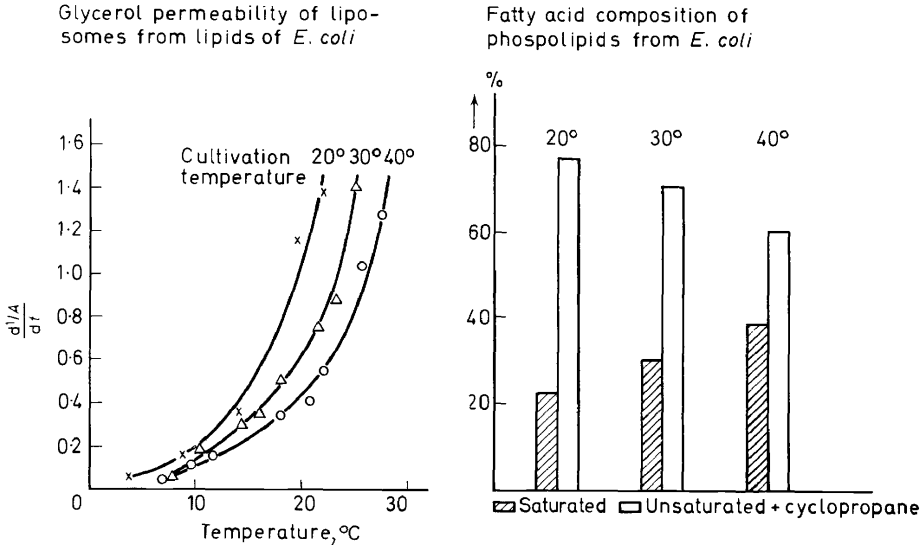 Glycerol permeability of lipo-
somes from lipids of E. coli
1·6
1·4
1·2
1·0
0·8
0·6
0·4
0·2
0
10
20
30
Cultivation
temperature
20° 30° 40°
d1/A
dt
Temperature, °C
Fatty acid composition of
phospolipids from E. coli
%
80
60
40
20
20°
30°
40°
Saturated
Unsaturated + cyclopropane